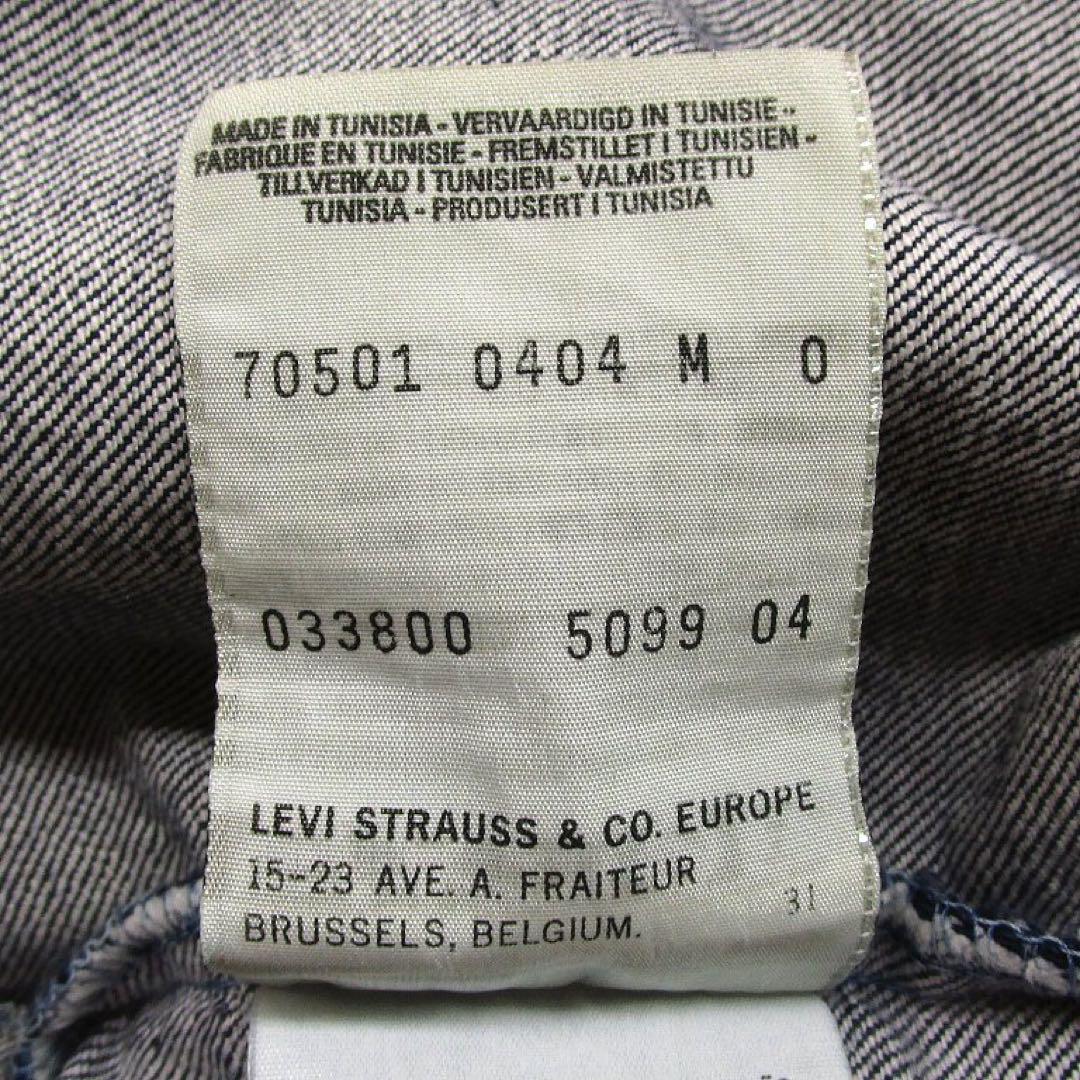 MADE IN TUNISIA - VERVAARDIGD IN TUNISIE -
FABRIQUE EN TUNISIE - FREMSTILLET I TUNISIEN -
TILLVERKAD I TUNISIEN - VALMISTETTU
TUNISIA - PRODUSERT I TUNISIA
70501 0404 M 0
033800 5099 04
LEVI STRAUSS & CO. EUROPE
15-23 AVE. A. FRAITEUR
BRUSSELS, BELGIUM. 31